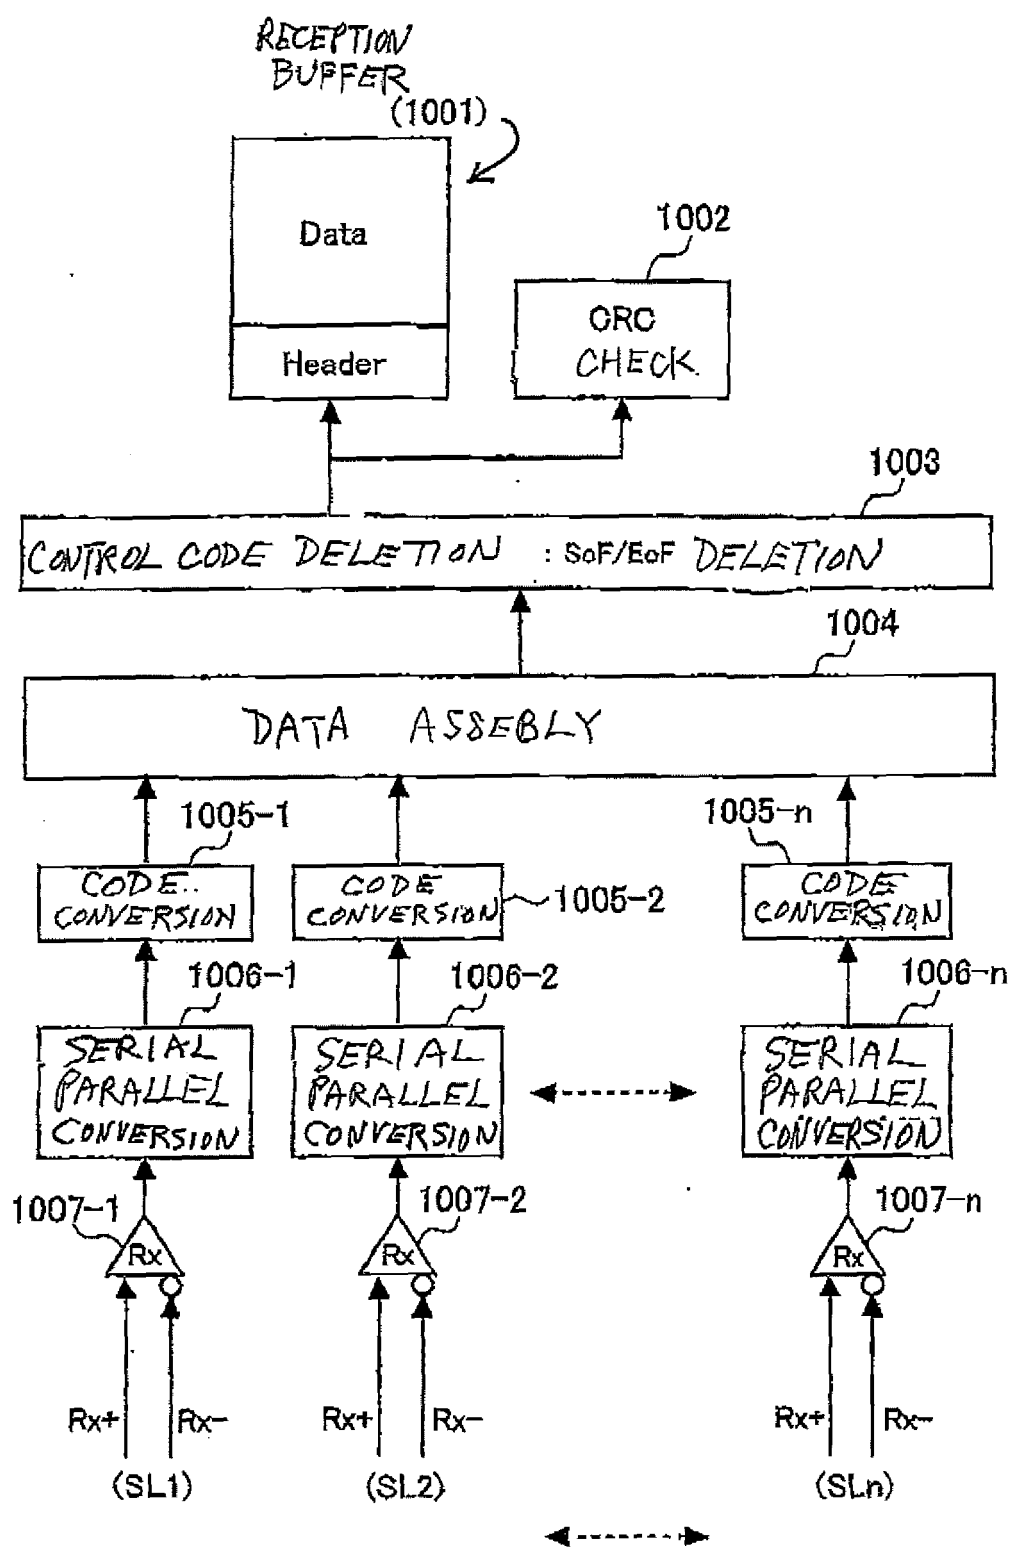 RECEPTION
BUFFER
(1001)
Data
Header
1002
CRC
CHECK.
1003
CONTROL CODE DELETION : SoF/EoF DELETION
1004
DATA ASSEBLY
1005-1
1005-2
1005-n
CODE..
CONVERSION
CODE
CONVERSION
CODE
CONVERSION
1006-1
1006-2
1006-n
SERIAL
PARALLEL
CONVERSION
SERIAL
PARALLEL
CONVERSION
SERIAL
PARALLEL
CONVERSION
1007-1
1007-2
1007-n
Rx
Rx
Rx
Rx+
Rx-
Rx+
Rx-
Rx+
Rx-
(SL1)
(SL2)
(SLn)